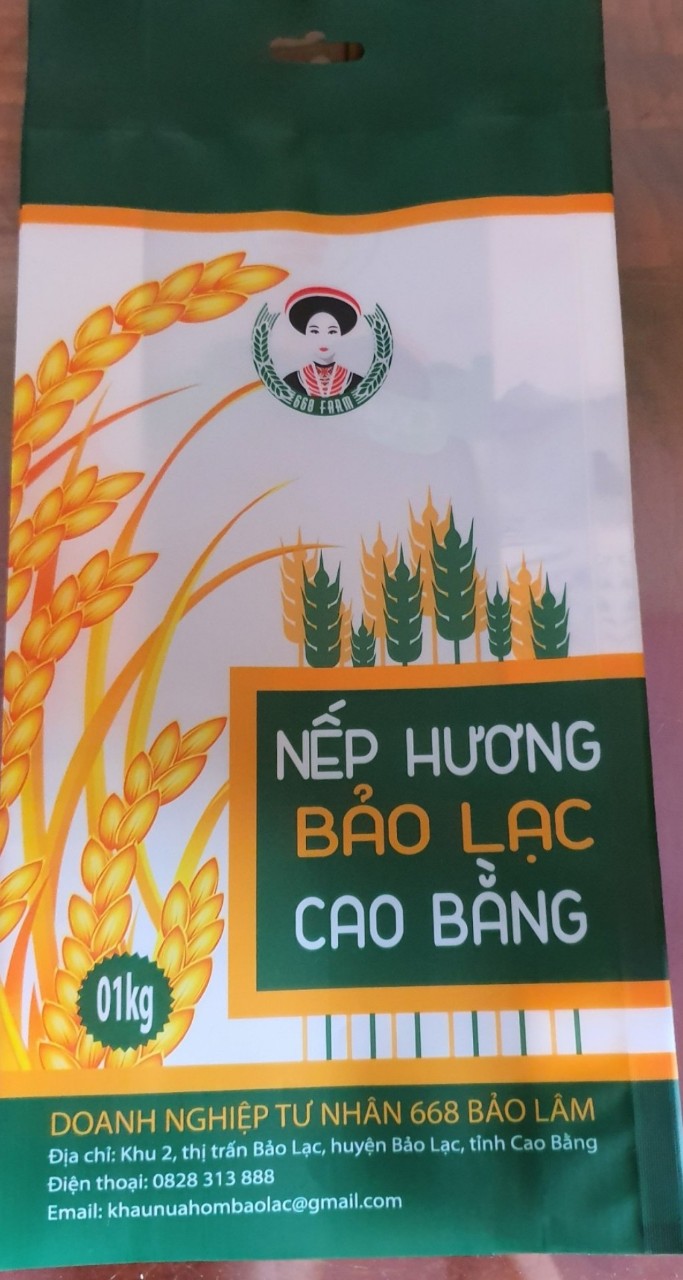 668 FARM
NẾP HƯƠNG
BẢO LẠC
CAO BẰNG
01kg
DOANH NGHIỆP TƯ NHÂN 668 BẢO LÂM
Địa chỉ: Khu 2, thị trấn Bảo Lạc, huyện Bảo Lạc, tỉnh Cao Bằng
Điện thoại: 0828 313 888
Email: khaunuahombaolac@gmail.com